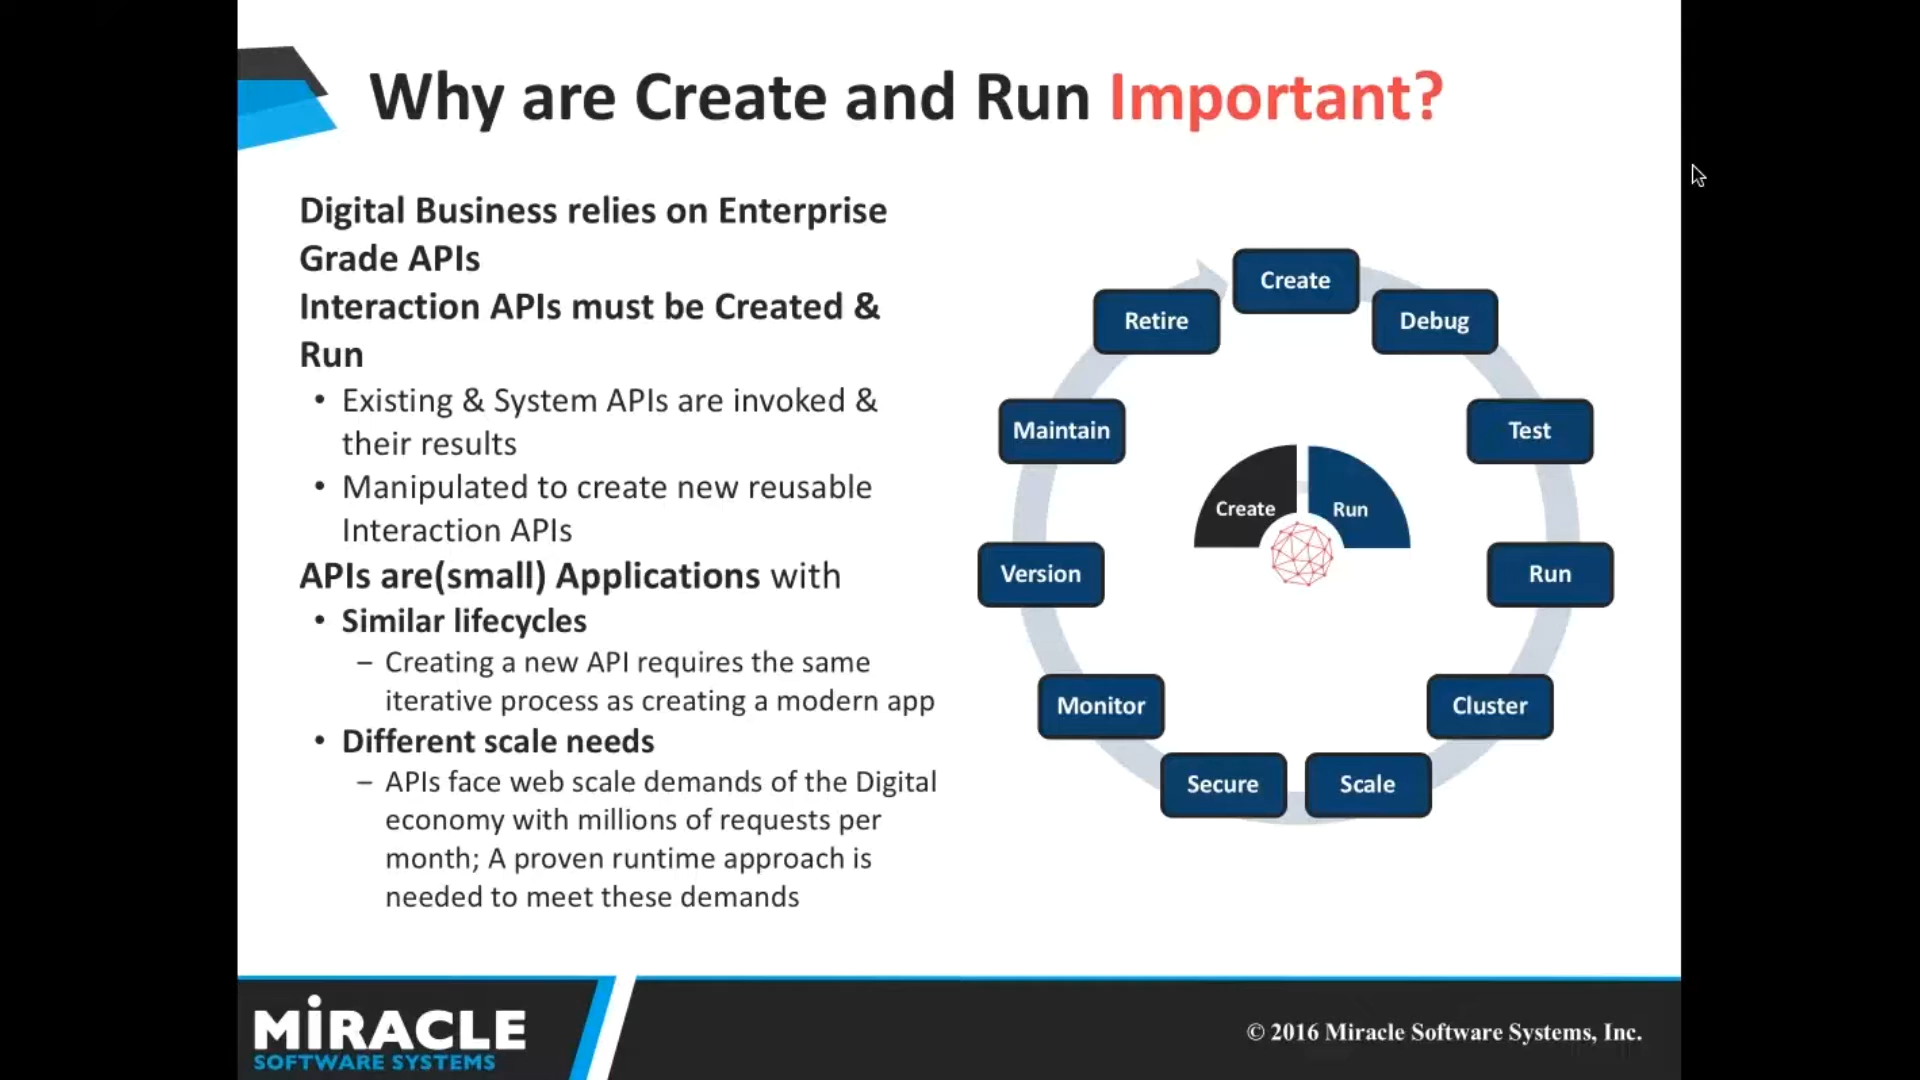 Why are Create and Run Important?
Digital Business relies on Enterprise
Grade APIs
Interaction APIs must be Created &
Run
• Existing & System APIs are invoked &
their results
• Manipulated to create new reusable
Interaction APIs
APIs are(small) Applications with
• Similar lifecycles
– Creating a new API requires the same
iterative process as creating a modern app
• Different scale needs
– APIs face web scale demands of the Digital
economy with millions of requests per
month; A proven runtime approach is
needed to meet these demands
Create
Debug
Test
Run
Cluster
Scale
Secure
Monitor
Version
Maintain
Retire
Create
Run
MiRACLE
SOFTWARE SYSTEMS
© 2016 Miracle Software Systems, Inc.